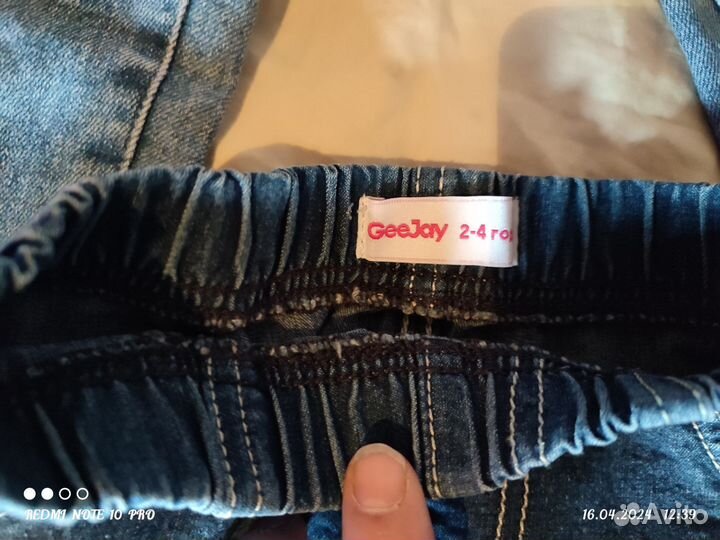 GeeJay 2-4 го
REDMI NOTE 10 PRO
16.04.2024 12:39
Avito